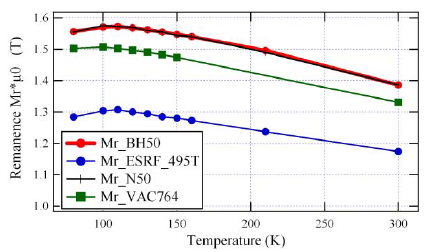 Remanence Mr*μ0 (T)
1.6
1.5
1.4
1.3
1.2
1.1
1.0
Mr_BH50
Mr_ESRF_495T
Mr_N50
Mr_VAC764
100
150
200
250
300
Temperature (K)